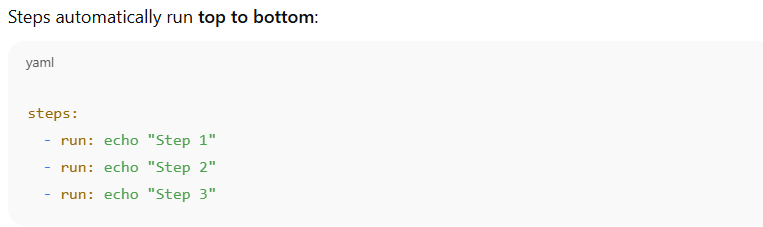 Steps automatically run top to bottom:
yaml
steps:
  - run: echo "Step 1"
  - run: echo "Step 2"
  - run: echo "Step 3"